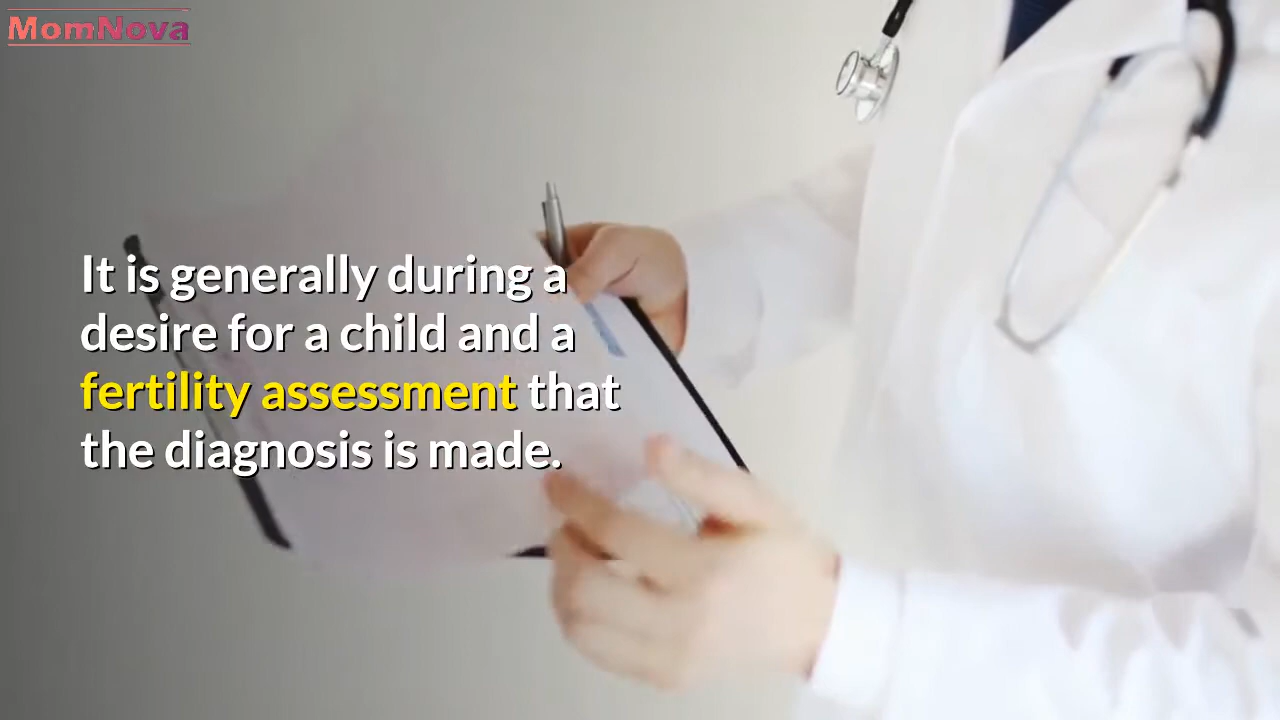 MomNova
It is generally during a
desire for a child and a
fertility assessment that
the diagnosis is made.